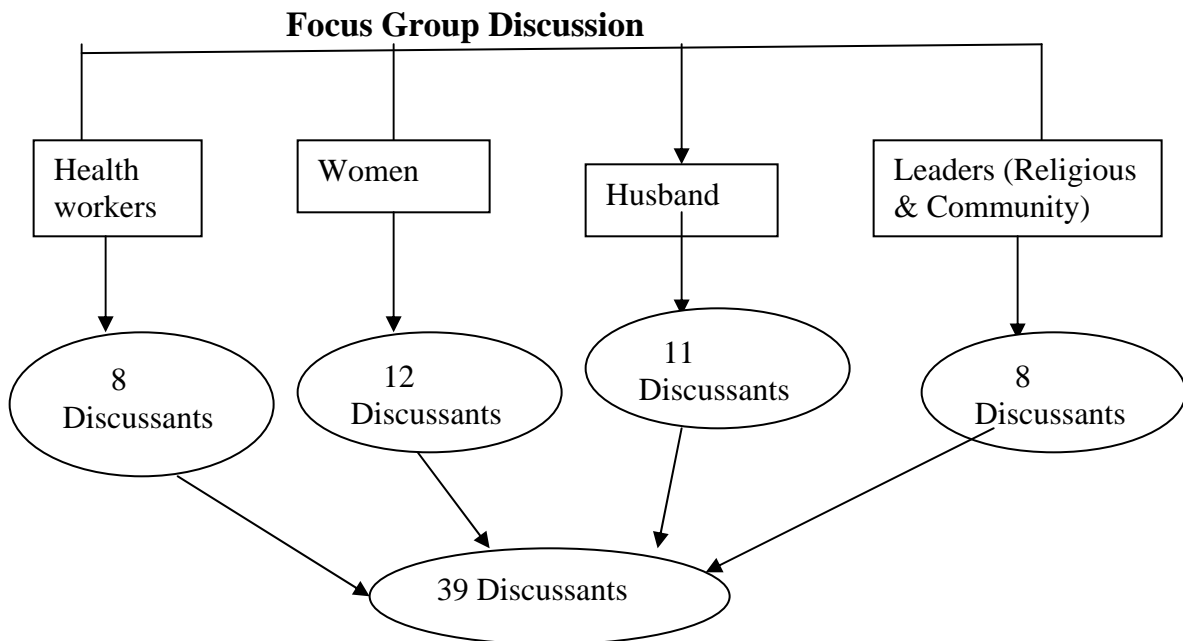 Focus Group Discussion
Health
workers
Women
Husband
Leaders (Religious
& Community)
8
Discussants
12
Discussants
11
Discussants
8
Discussants
39 Discussants